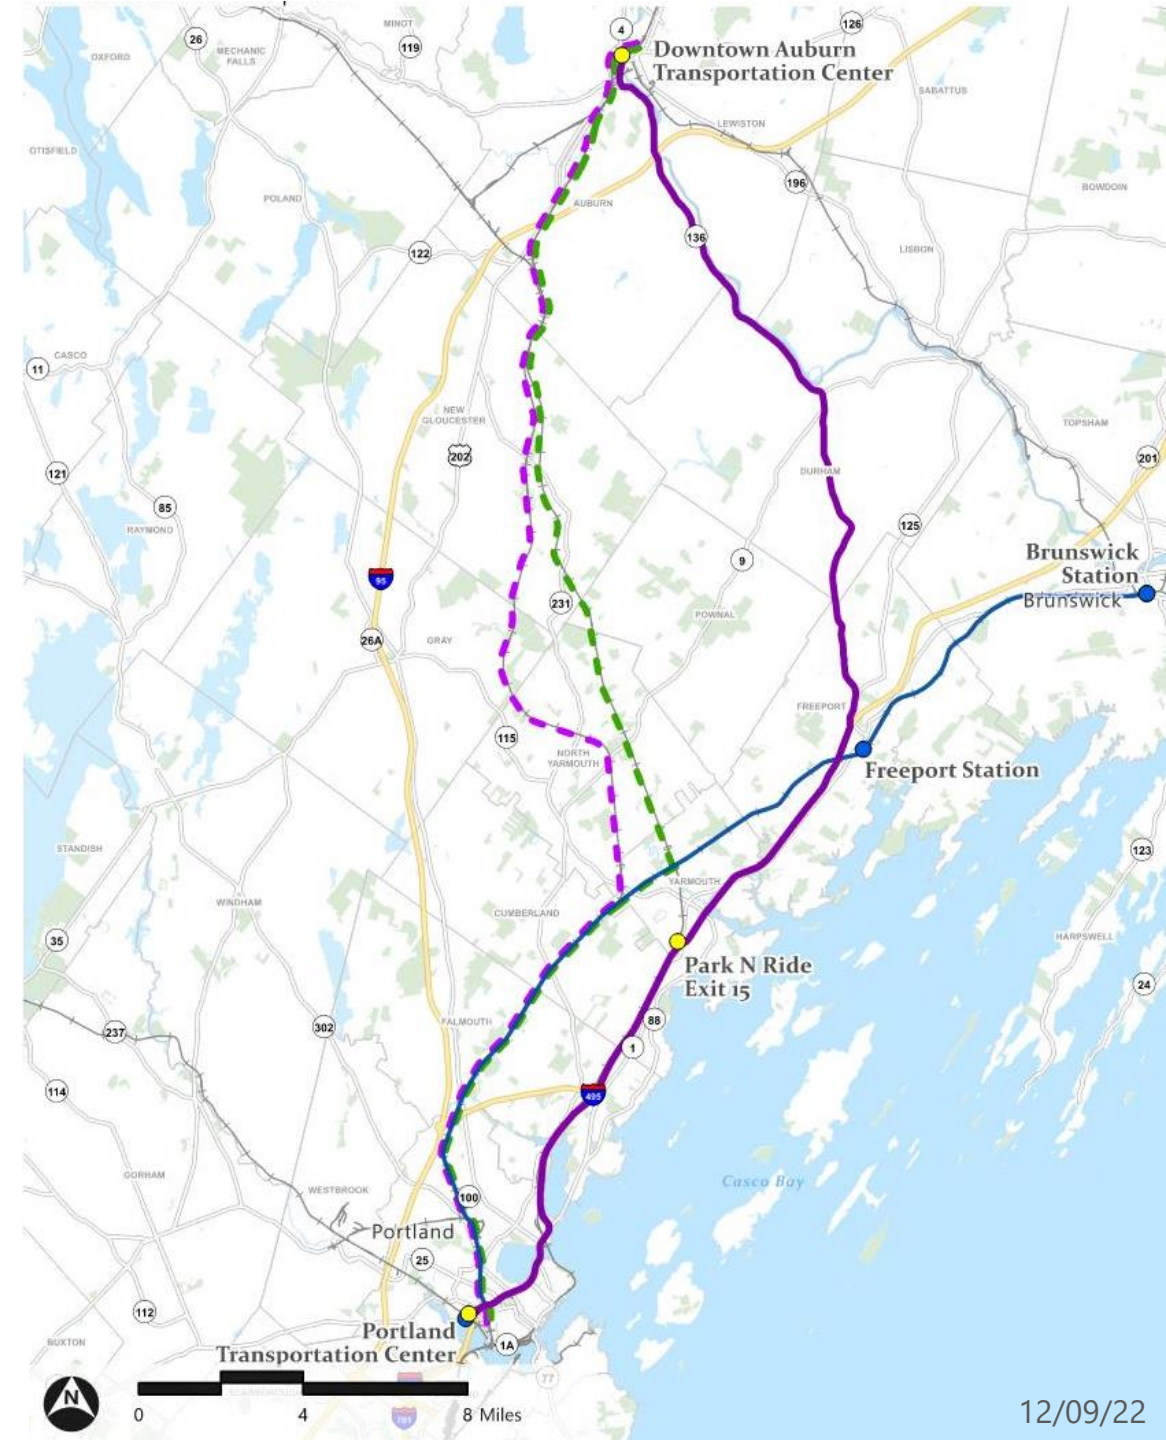 MINOT
4
126
26
119
OXFORD
MECHANIC
FALLS
Downtown Auburn
Transportation Center
SABATTUS
LEWISTON
OTISFIELD
196
BOWDOIN
POLAND
AUBURN
136
122
LISBON
CASCO
11
NEW
GLOUCESTER
TOPSHAM
202
201
121
DURHAM
85
125
RAYMOND
9
Brunswick
Station
95
Brunswick
231
POWNAL
26A
GRAY
FREEPORT
115
NORTH
YARMOUTH
Freeport Station
STANDISH
123
YARMOUTH
WINDHAM
CUMBERLAND
35
HARPSWELL
Park N Ride
Exit 15
24
88
FALMOUTH
302
237
1
114
495
GORHAM
Casco Bay
WESTBROOK
100
Portland
25
112
Portland
Transportation Center
BUXTON
1A
77
N
SCARBOROUGH
0 4 8 Miles
12/09/22